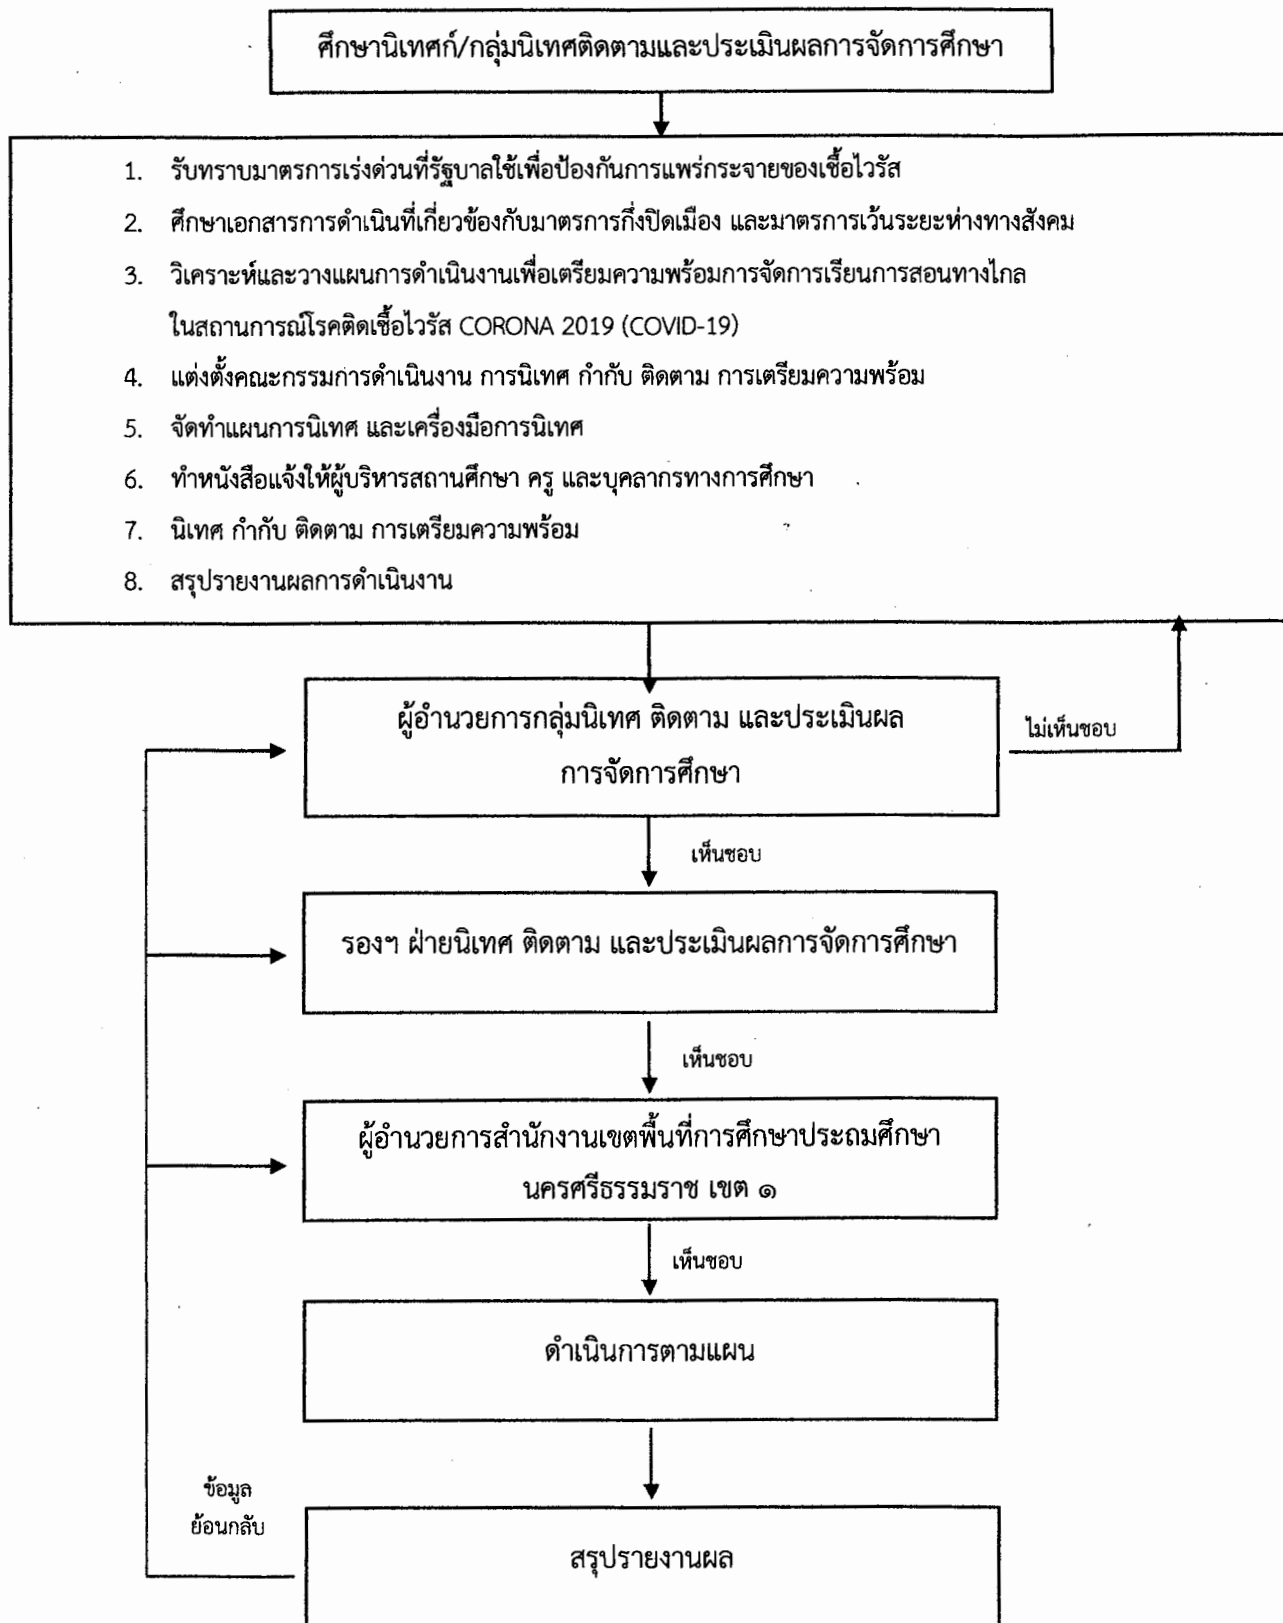 ศึกษานิเทศก์/กลุ่มนิเทศติดตามและประเมินผลการจัดการศึกษา
1. รับทราบมาตรการเร่งด่วนที่รัฐบาลใช้เพื่อป้องกันการแพร่กระจายของเชื้อไวรัส
2. ศึกษาเอกสารการดำเนินที่เกี่ยวข้องกับมาตรการกึ่งปิดเมือง และมาตรการเว้นระยะห่างทางสังคม
3. วิเคราะห์และวางแผนการดำเนินงานเพื่อเตรียมความพร้อมการจัดการเรียนการสอนทางไกล
ในสถานการณ์โรคติดเชื้อไวรัส CORONA 2019 (COVID-19)
4. แต่งตั้งคณะกรรมการดำเนินงาน การนิเทศ กำกับ ติดตาม การเตรียมความพร้อม
5. จัดทำแผนการนิเทศ และเครื่องมือการนิเทศ
6. ทำหนังสือแจ้งให้ผู้บริหารสถานศึกษา ครู และบุคลากรทางการศึกษา
7. นิเทศ กำกับ ติดตาม การเตรียมความพร้อม
8. สรุปรายงานผลการดำเนินงาน
ผู้อำนวยการกลุ่มนิเทศ ติดตาม และประเมินผล
การจัดการศึกษา
ไม่เห็นชอบ
เห็นชอบ
รองฯ ฝ่ายนิเทศ ติดตาม และประเมินผลการจัดการศึกษา
เห็นชอบ
ผู้อำนวยการสำนักงานเขตพื้นที่การศึกษาประถมศึกษา
นครศรีธรรมราช เขต ๑
เห็นชอบ
ดำเนินการตามแผน
ข้อมูล
ย้อนกลับ
สรุปรายงานผล